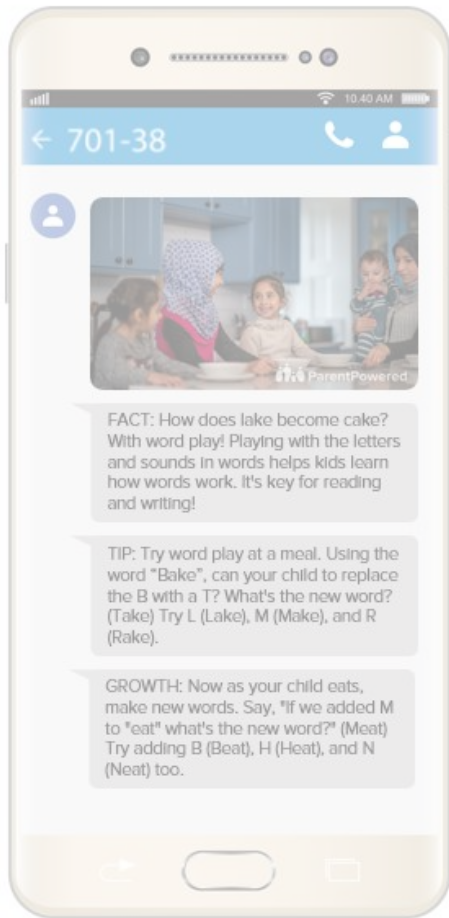 10.40 AM
701-38
ParentPowered
FACT: How does lake become cake?
With word play! Playing with the letters
and sounds in words helps kids learn
how words work. It's key for reading
and writing!
TIP: Try word play at a meal. Using the
word "Bake", can your child to replace
the B with a T? What's the new word?
(Take) Try L (Lake), M (Make), and R
(Rake).
GROWTH: Now as your child eats,
make new words. Say, "If we added M
to "eat" what's the new word?" (Meat)
Try adding B (Beat), H (Heat), and N
(Neat) too.